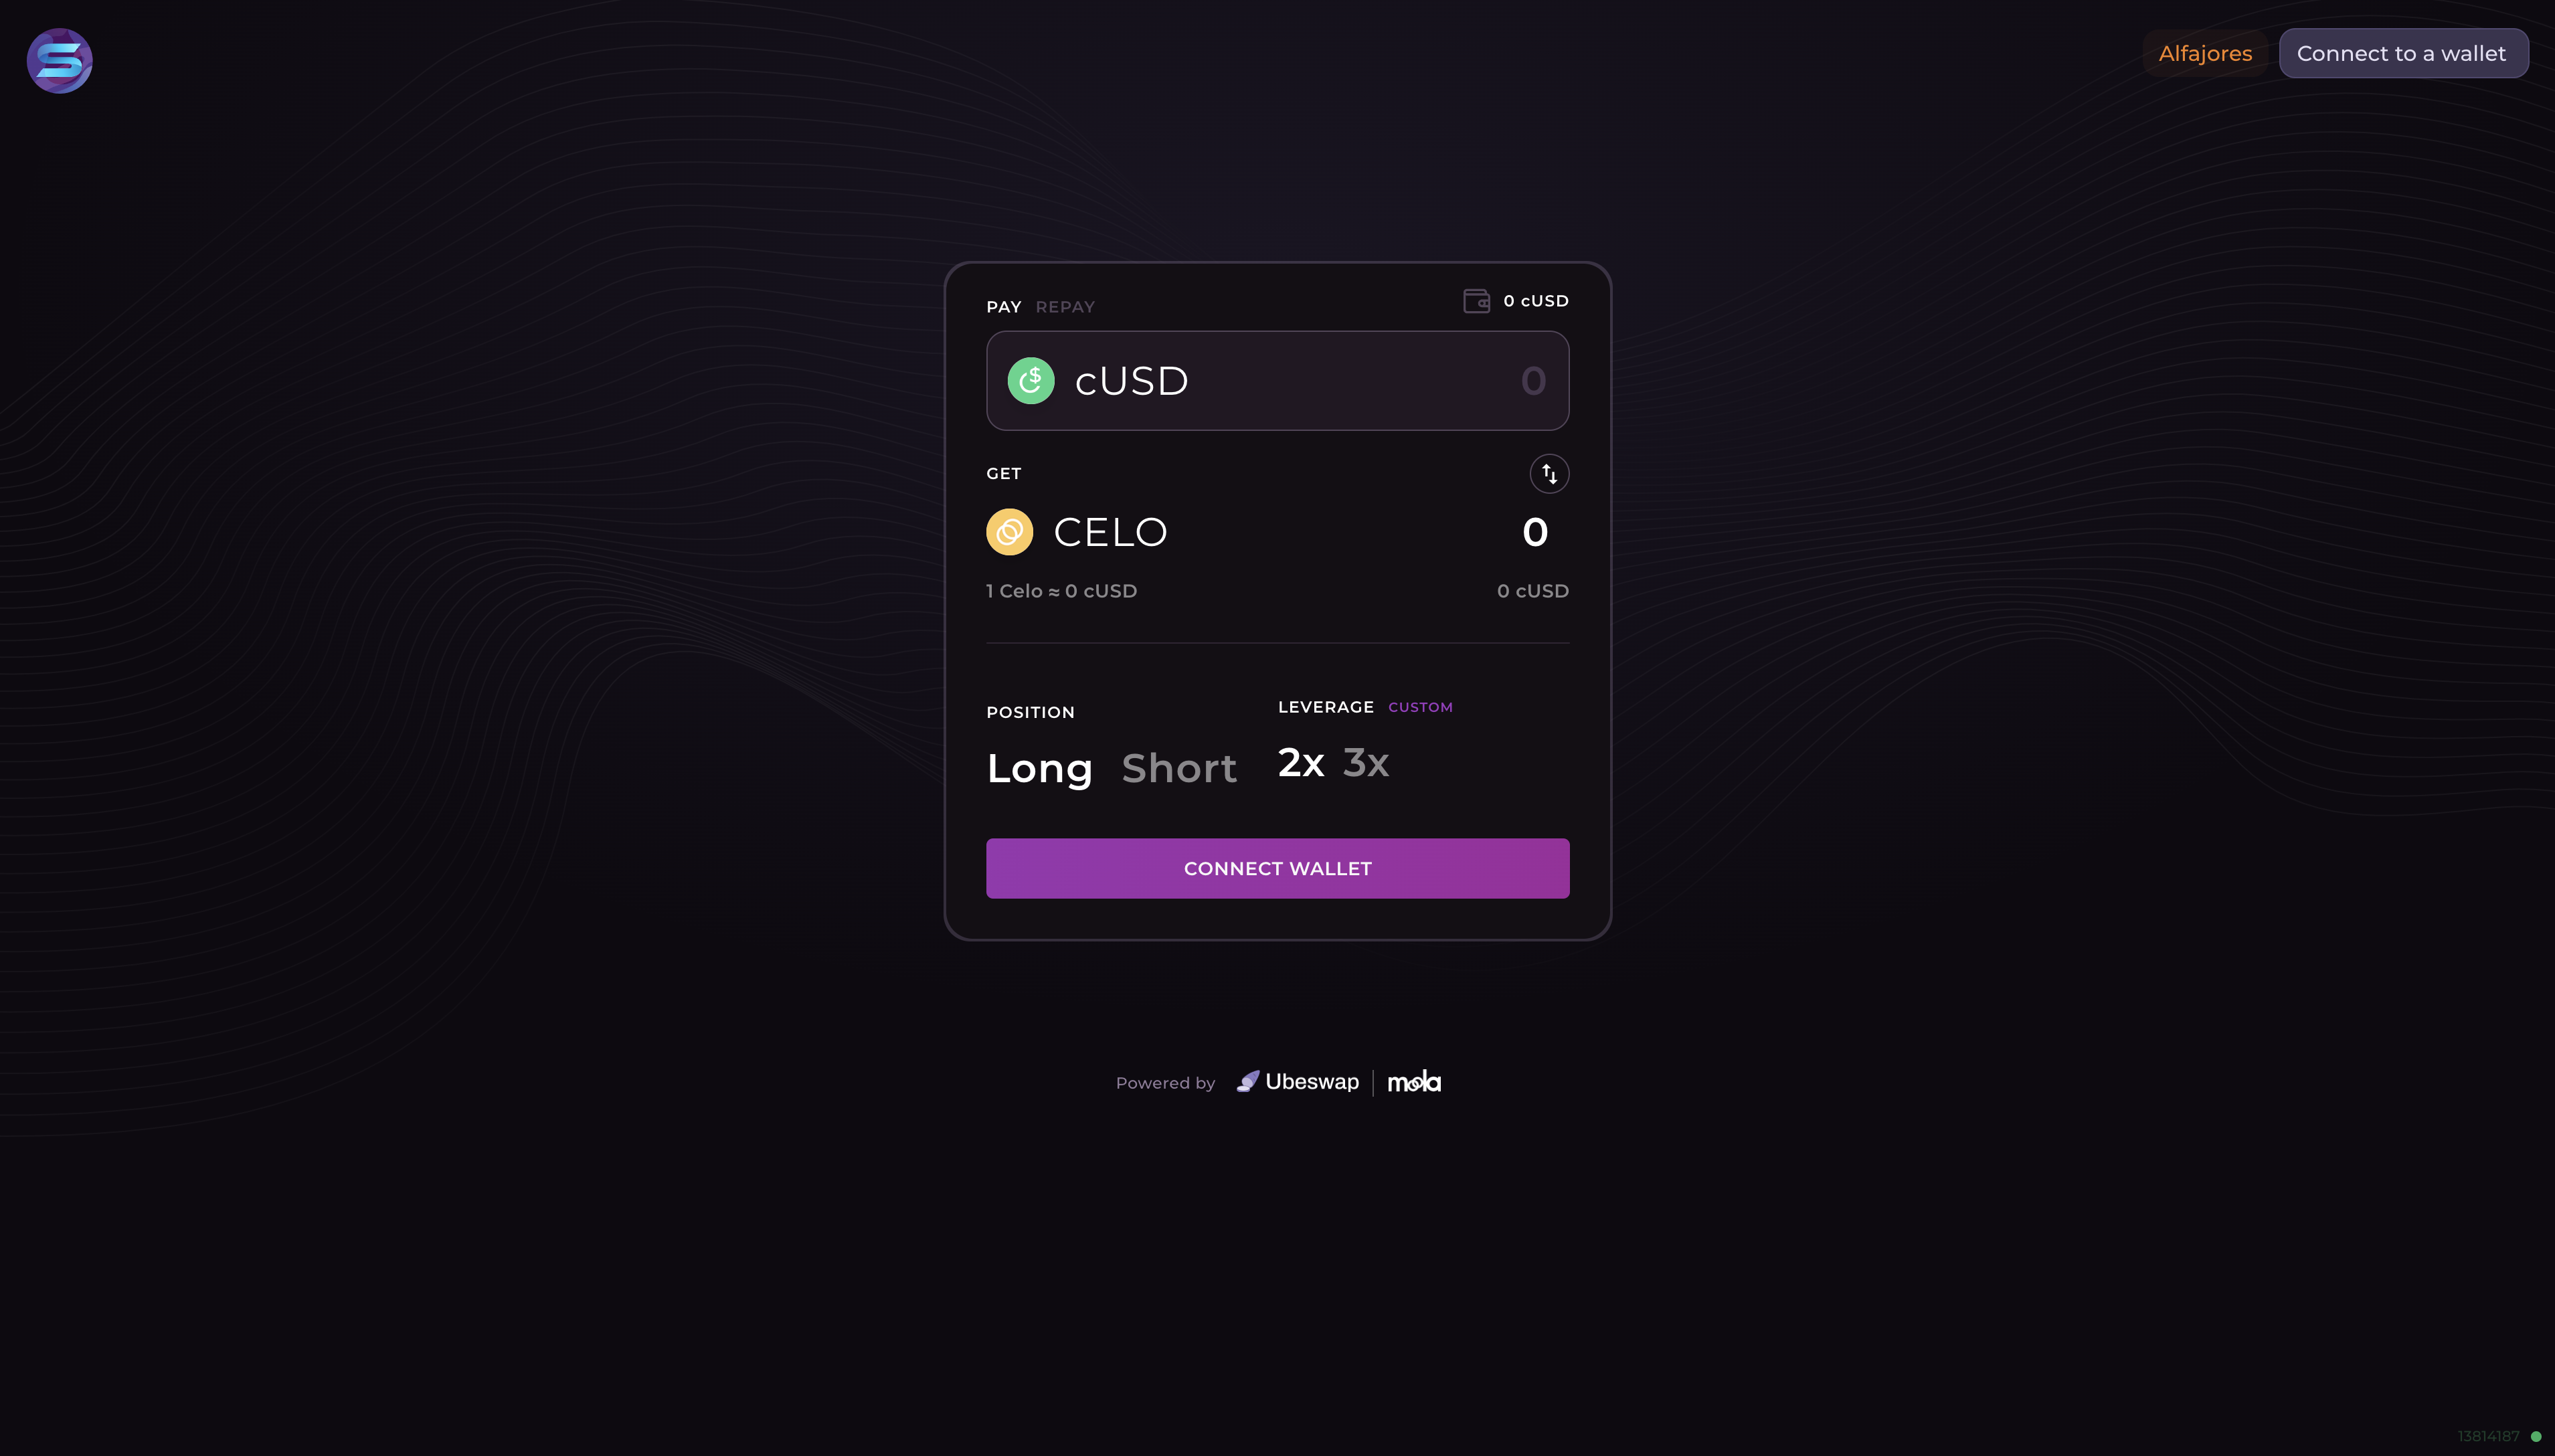 Alfajores Connect to a wallet
PAY REPAY 0 cUSD
cUSD 0
GET
CELO 0
1 Celo ≈ 0 cUSD 0 cUSD
POSITION LEVERAGE CUSTOM
Long Short 2x 3x
CONNECT WALLET
Powered by Ubeswap moola
13814187